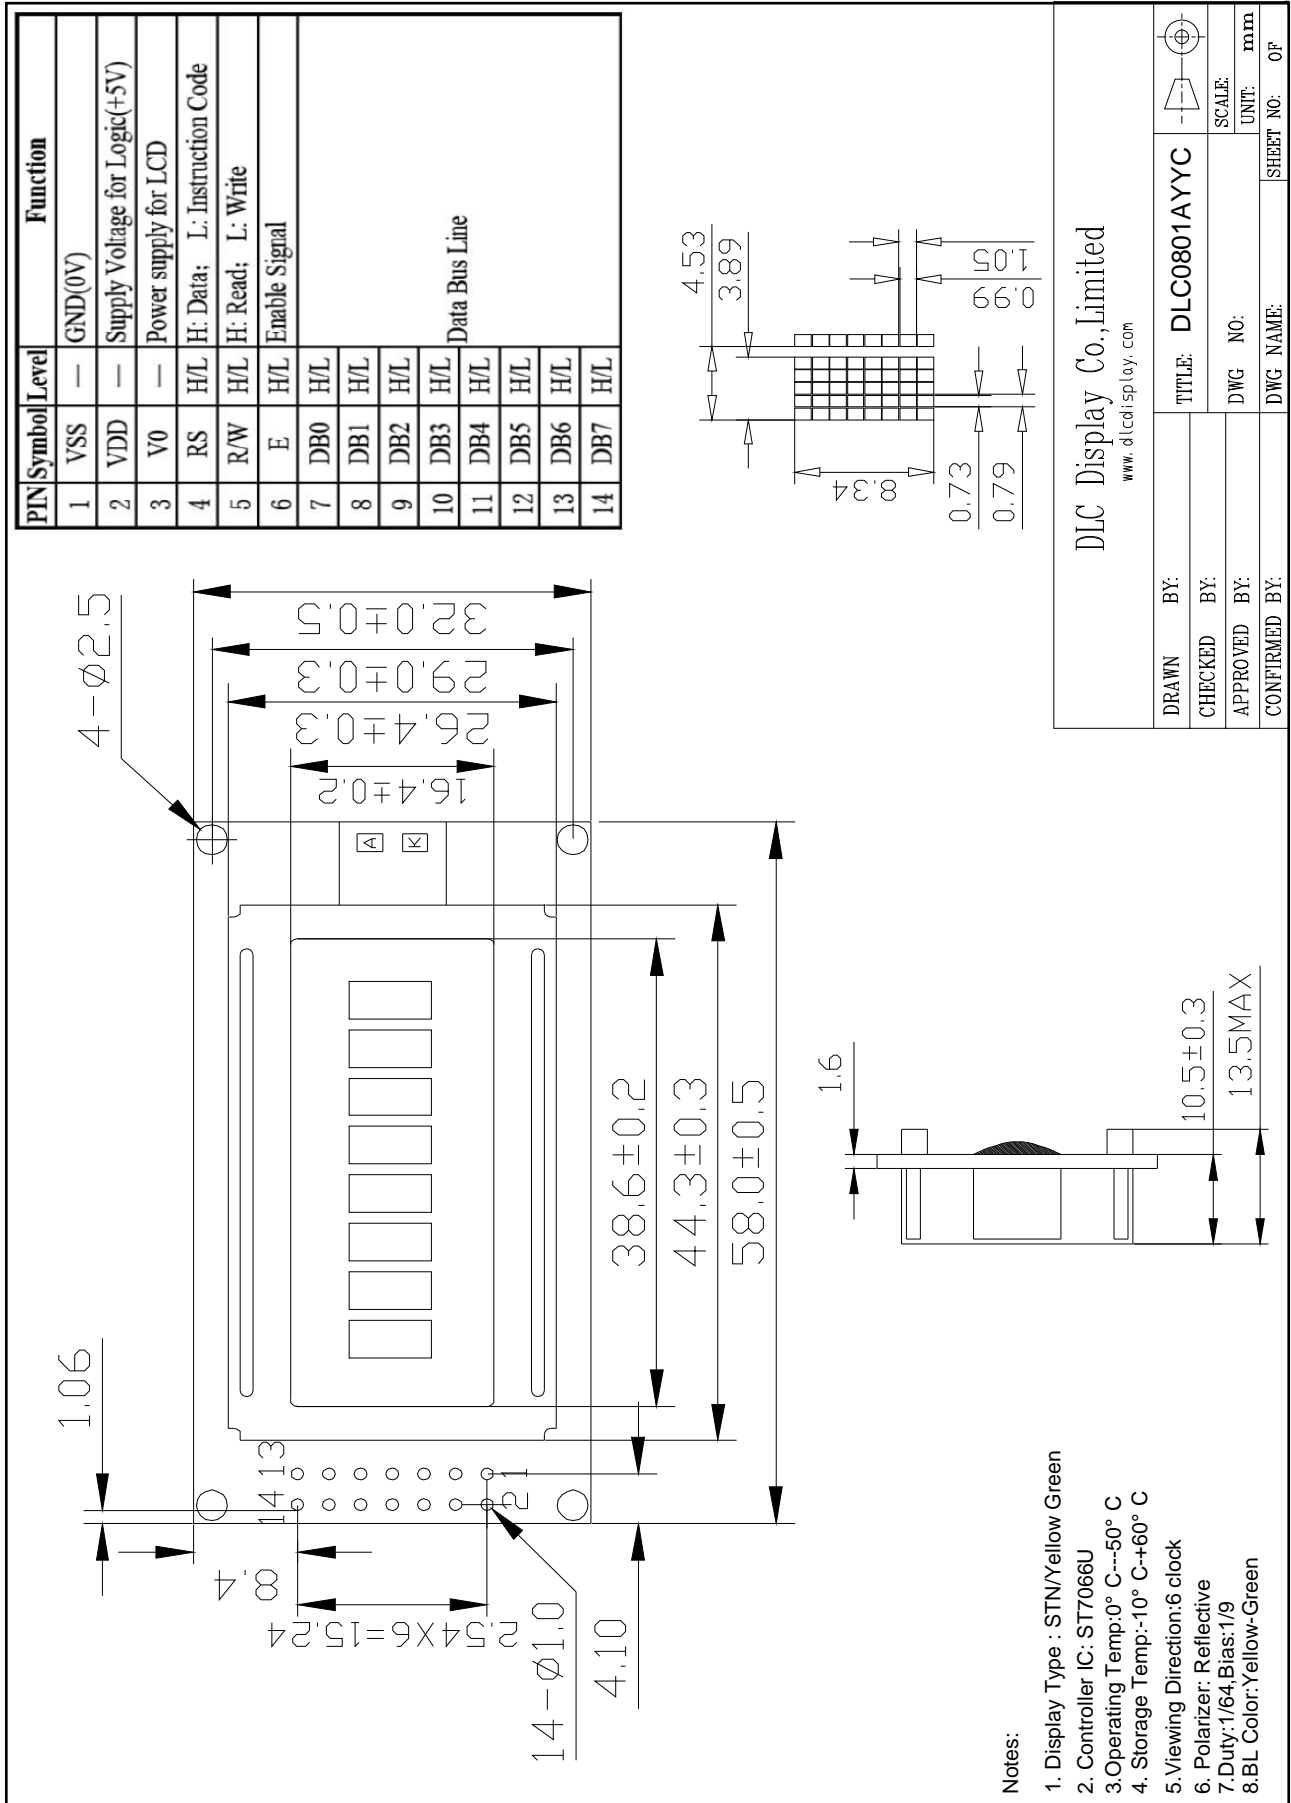 4-Ø2.5
1.06
14 13
2 1
8.4
2.54X6=15.24
14-Ø1.0
4.10
A
K
16.4±0.2
26.4±0.3
29.0±0.3
32.0±0.5
38.6±0.2
44.3±0.3
58.0±0.5
PIN Symbol Level Function
1 VSS — GND(0V)
2 VDD — Supply Voltage for Logic(+5V)
3 V0 — Power supply for LCD
4 RS H/L H: Data; L: Instruction Code
5 R/W H/L H: Read; L: Write
6 E H/L Enable Signal
7 DB0 H/L
8 DB1 H/L
9 DB2 H/L
10 DB3 H/L Data Bus Line
11 DB4 H/L
12 DB5 H/L
13 DB6 H/L
14 DB7 H/L
4.53
3.89
8.34
1.05
0.99
0.73
0.79
1.6
10.5±0.3
13.5MAX
Notes:
1. Display Type : STN/Yellow Green
2. Controller IC: ST7066U
3.Operating Temp:0° C---50° C
4. Storage Temp:-10° C-+60° C
5.Viewing Direction:6 clock
6. Polarizer: Reflective
7.Duty:1/64,Bias:1/9
8.BL Color:Yellow-Green
DLC Display Co.,Limited
www.dlcdisplay.com
DRAWN BY:
CHECKED BY:
APPROVED BY:
CONFIRMED BY:
TITLE: DLC0801AYYC
DWG NO:
DWG NAME:
SCALE:
UNIT: mm
SHEET NO: OF